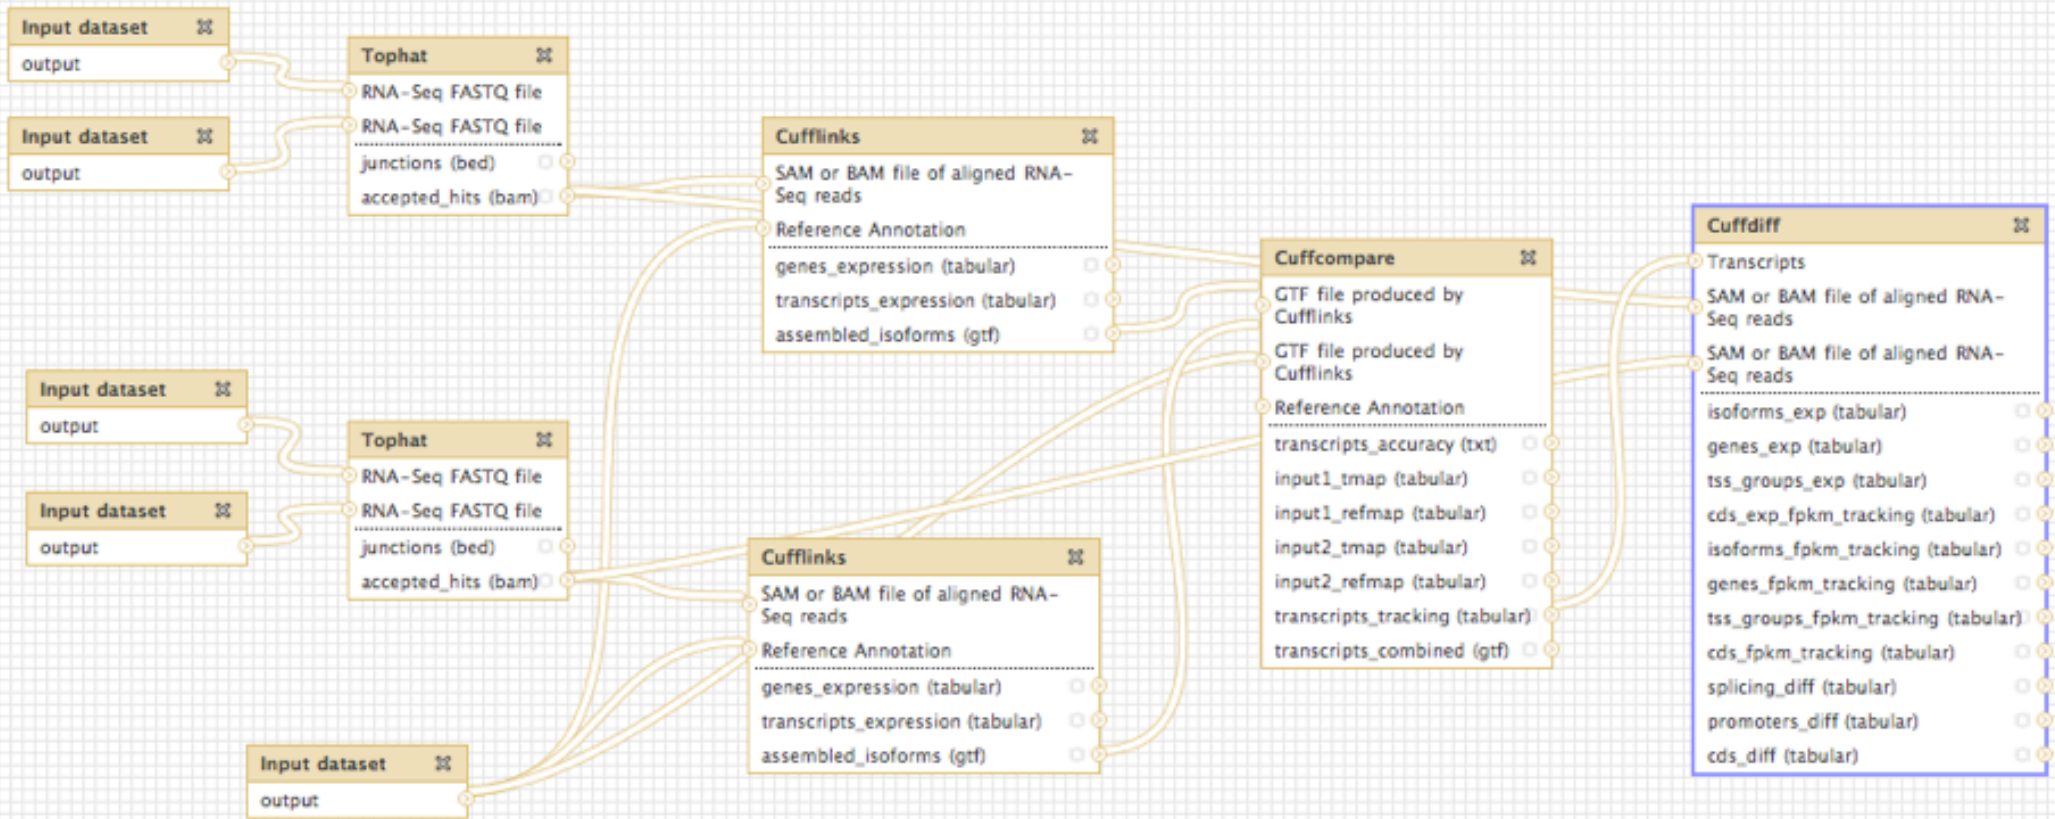 Input dataset
output
Input dataset
output
Tophat
RNA-Seq FASTQ file
RNA-Seq FASTQ file
junctions (bed)
accepted_hits (bam)
Cufflinks
SAM or BAM file of aligned RNA-
Seq reads
Reference Annotation
genes_expression (tabular)
transcripts_expression (tabular)
assembled_isoforms (gtf)
Input dataset
output
Input dataset
output
Tophat
RNA-Seq FASTQ file
RNA-Seq FASTQ file
junctions (bed)
accepted_hits (bam)
Cufflinks
SAM or BAM file of aligned RNA-
Seq reads
Reference Annotation
genes_expression (tabular)
transcripts_expression (tabular)
assembled_isoforms (gtf)
Input dataset
output
Cuffcompare
GTF file produced by
Cufflinks
GTF file produced by
Cufflinks
Reference Annotation
transcripts_accuracy (txt)
input1_tmap (tabular)
input1_refmap (tabular)
input2_tmap (tabular)
input2_refmap (tabular)
transcripts_tracking (tabular)
transcripts_combined (gtf)
Cuffdiff
Transcripts
SAM or BAM file of aligned RNA-
Seq reads
SAM or BAM file of aligned RNA-
Seq reads
isoforms_exp (tabular)
genes_exp (tabular)
tss_groups_exp (tabular)
cds_exp_fpkm_tracking (tabular)
isoforms_fpkm_tracking (tabular)
genes_fpkm_tracking (tabular)
tss_groups_fpkm_tracking (tabular)
cds_fpkm_tracking (tabular)
splicing_diff (tabular)
promoters_diff (tabular)
cds_diff (tabular)